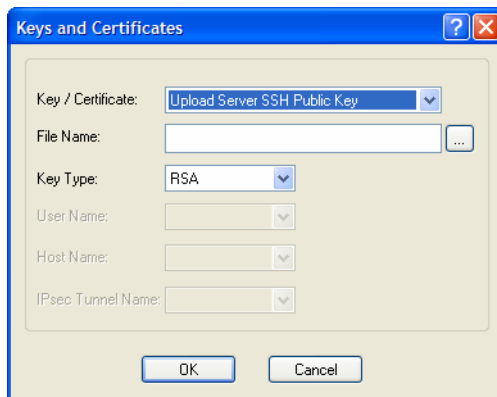 Keys and Certificates
Key / Certificate: Upload Server SSH Public Key
File Name: ...
Key Type: RSA
User Name:
Host Name:
IPsec Tunnel Name:
OK Cancel